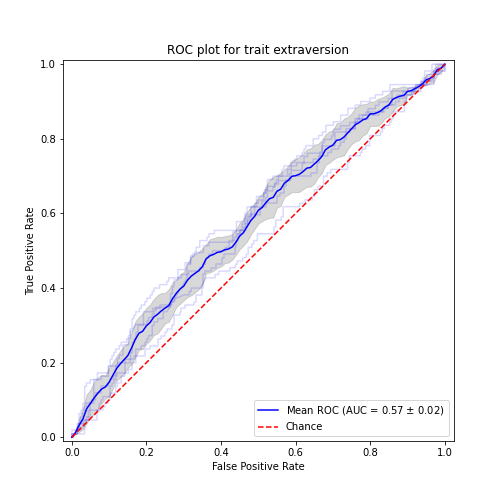 ROC plot for trait extraversion
True Positive Rate
1.0
0.8
0.6
0.4
0.2
0.0
0.0 0.2 0.4 0.6 0.8 1.0
False Positive Rate
Mean ROC (AUC = 0.57 ± 0.02)
Chance